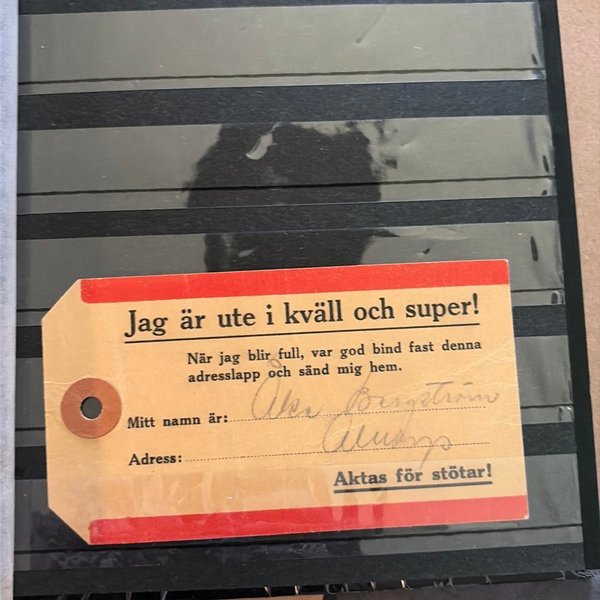 Jag är ute i kväll och super!
När jag blir full, var god bind fast denna
adresslapp och sänd mig hem.
Mitt namn är: Åke Bergström
Adress:
Aktas för stötar!